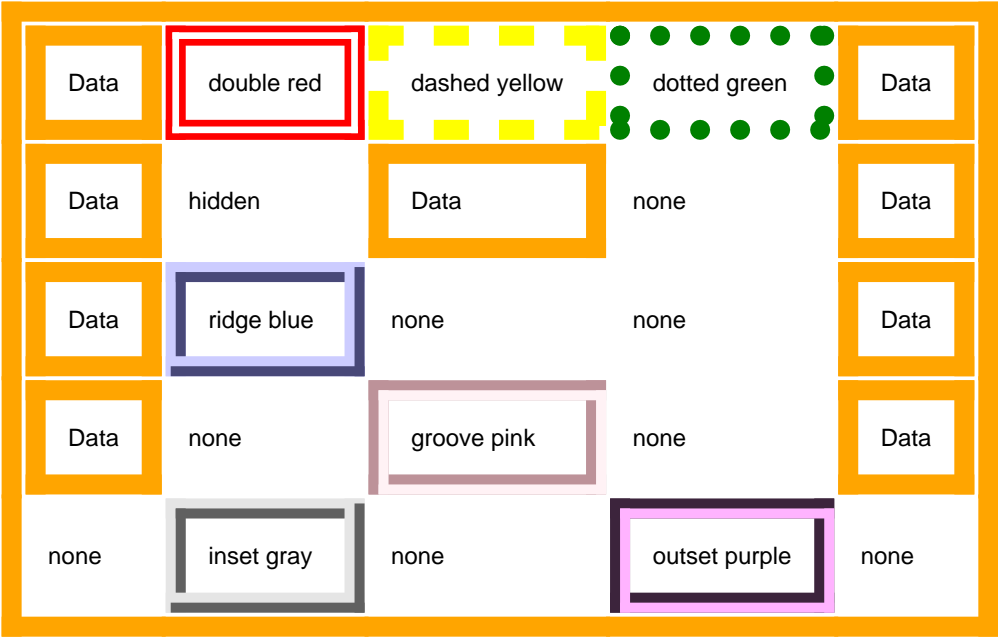 Data double red dashed yellow dotted green Data
Data hidden Data none Data
Data ridge blue none none Data
Data none groove pink none Data
none inset gray none outset purple none